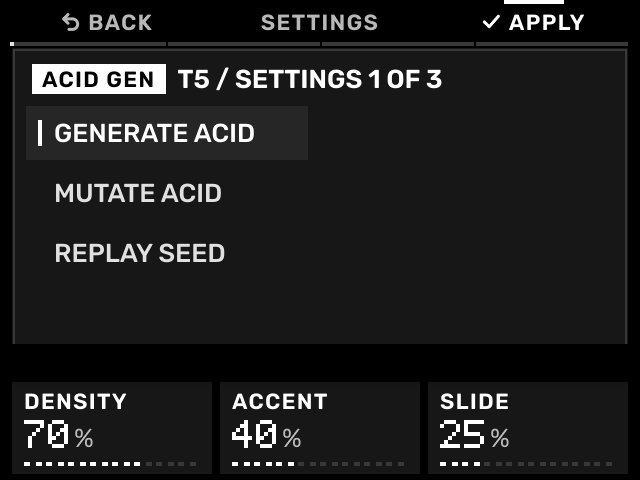 BACK SETTINGS APPLY
ACID GEN T5 / SETTINGS 1 OF 3
GENERATE ACID
MUTATE ACID
REPLAY SEED
DENSITY ACCENT SLIDE
70% 40% 25%